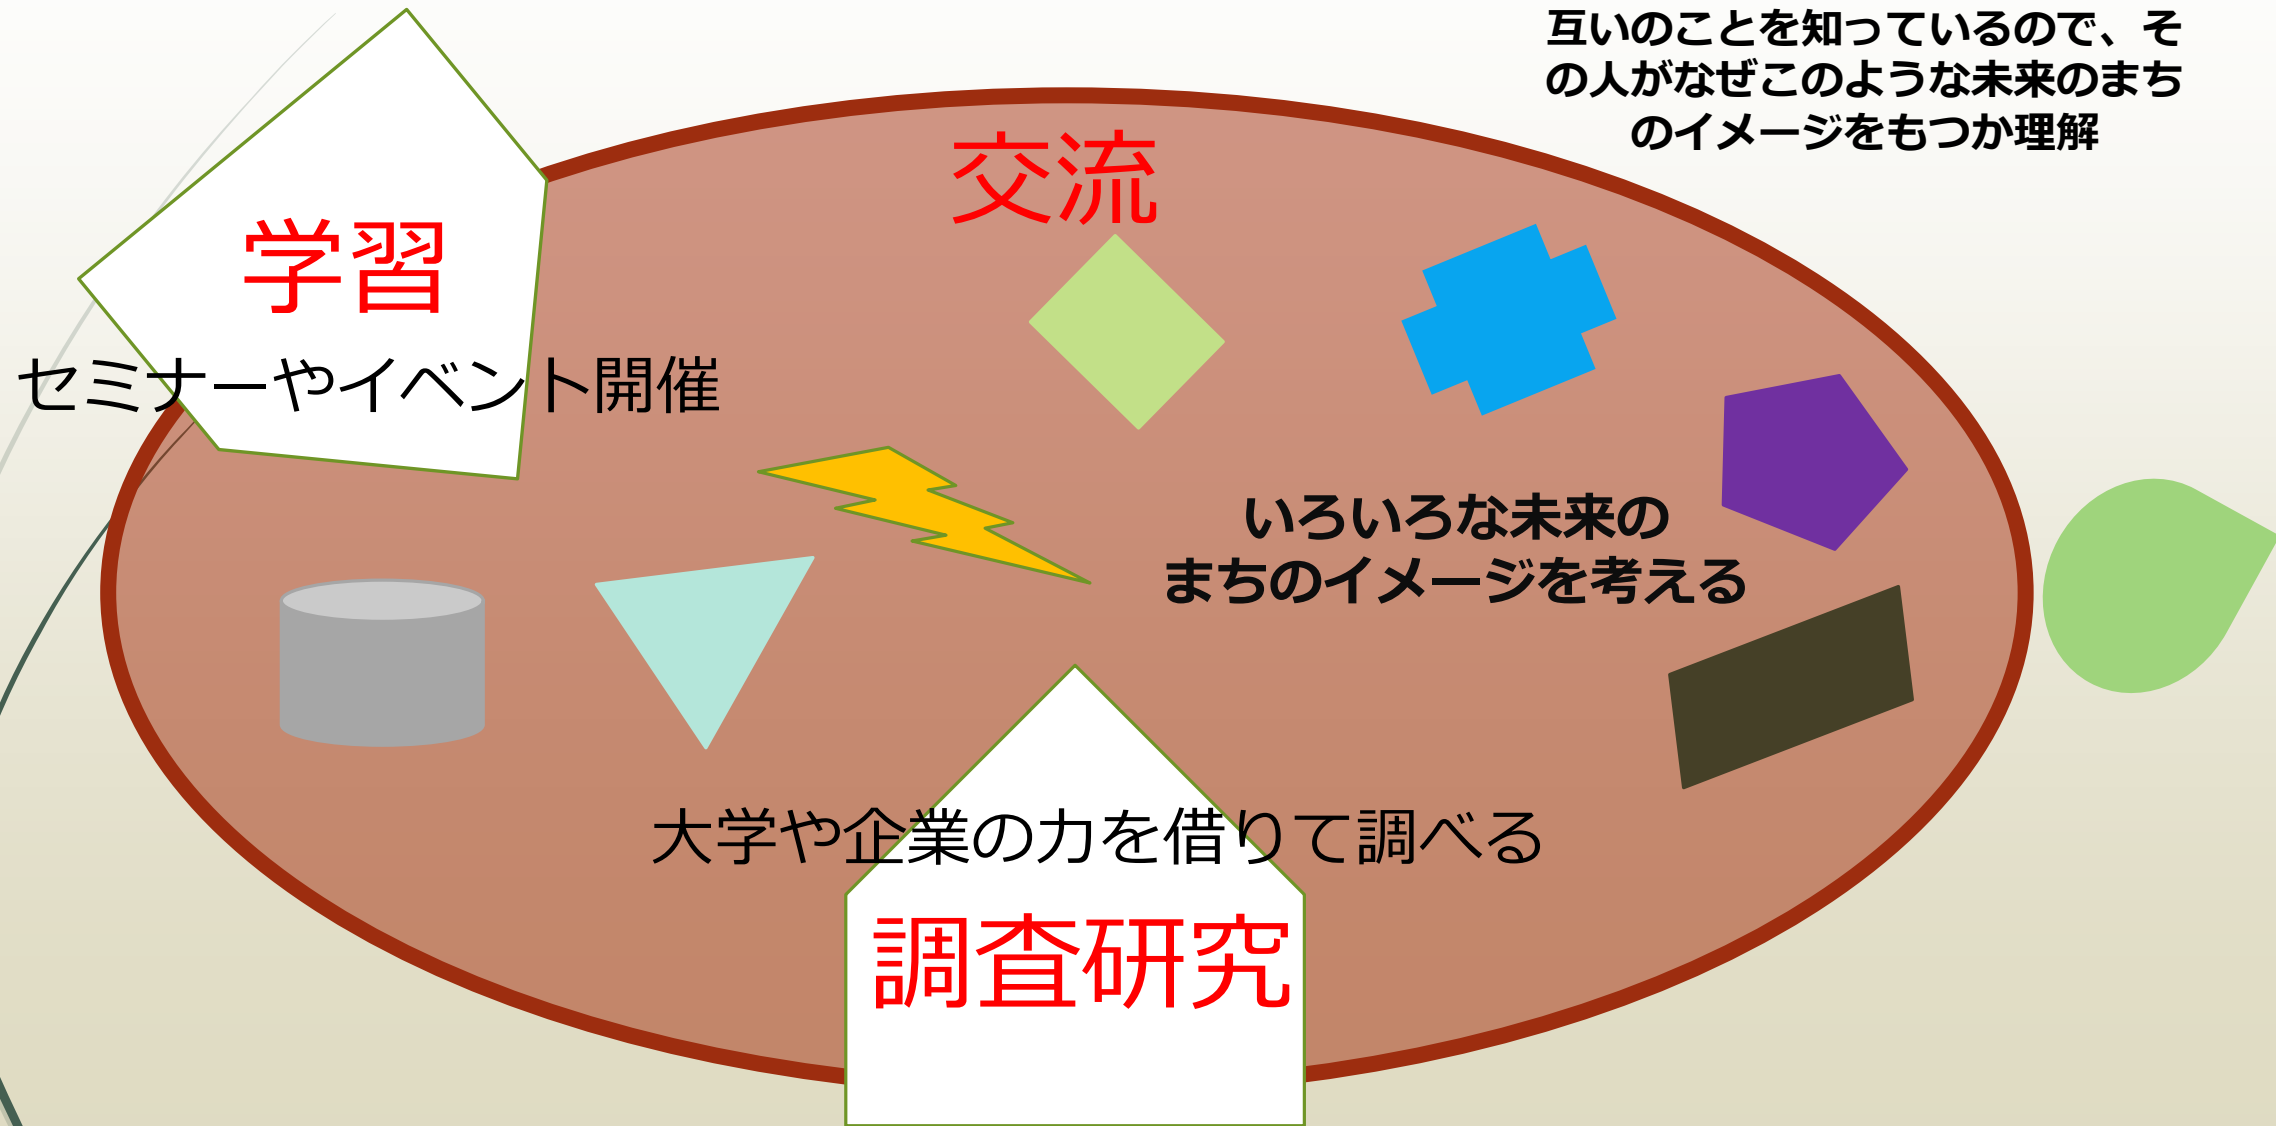 互いのことを知っているので、そ
の人がなぜこのような未来のまち
のイメージをもつか理解
交流
学習
セミナーやイベント開催
いろいろな未来の
まちのイメージを考える
大学や企業の力を借りて調べる
調査研究